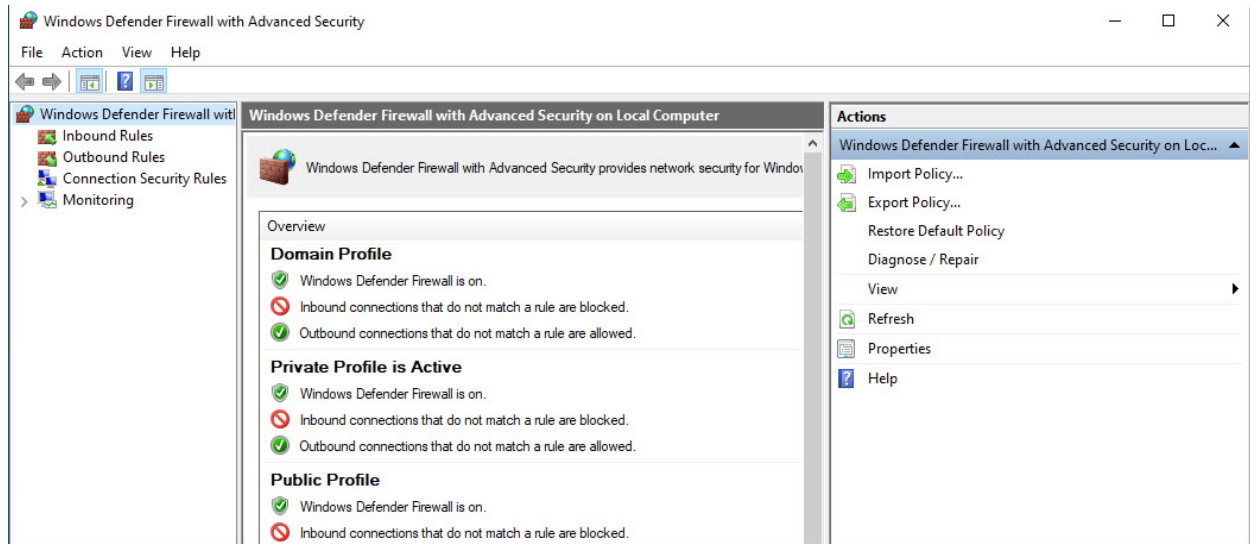 Windows Defender Firewall with Advanced Security
File Action View Help
Windows Defender Firewall witl
Inbound Rules
Outbound Rules
Connection Security Rules
Monitoring
Windows Defender Firewall with Advanced Security on Local Computer
Windows Defender Firewall with Advanced Security provides network security for Window
Overview
Domain Profile
Windows Defender Firewall is on.
Inbound connections that do not match a rule are blocked.
Outbound connections that do not match a rule are allowed.
Private Profile is Active
Windows Defender Firewall is on.
Inbound connections that do not match a rule are blocked.
Outbound connections that do not match a rule are allowed.
Public Profile
Windows Defender Firewall is on.
Inbound connections that do not match a rule are blocked.
Actions
Windows Defender Firewall with Advanced Security on Loc...
Import Policy...
Export Policy...
Restore Default Policy
Diagnose / Repair
View
Refresh
Properties
Help